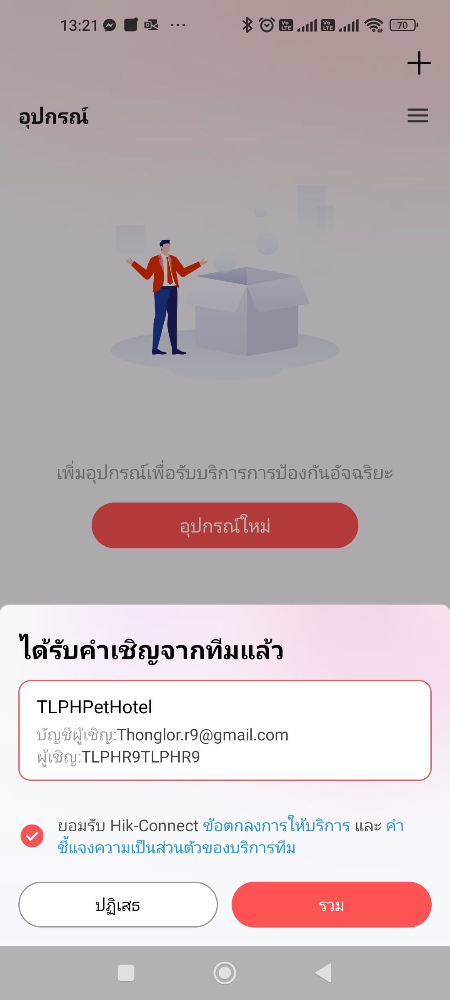 13:21
Vo LTE
Vo LTE
70
อุปกรณ์
เพิ่มอุปกรณ์เพื่อรับบริการการป้องกันอัจฉริยะ
อุปกรณ์ใหม่
ได้รับคำเชิญจากทีมแล้ว
TLPHPetHotel
บัญชีผู้เชิญ:Thonglor.r9@gmail.com
ผู้เชิญ:TLPHR9TLPHR9
ยอมรับ Hik-Connect ข้อตกลงการให้บริการ และ คำ
ชี้แจงความเป็นส่วนตัวของบริการทีม
ปฏิเสธ
รวม